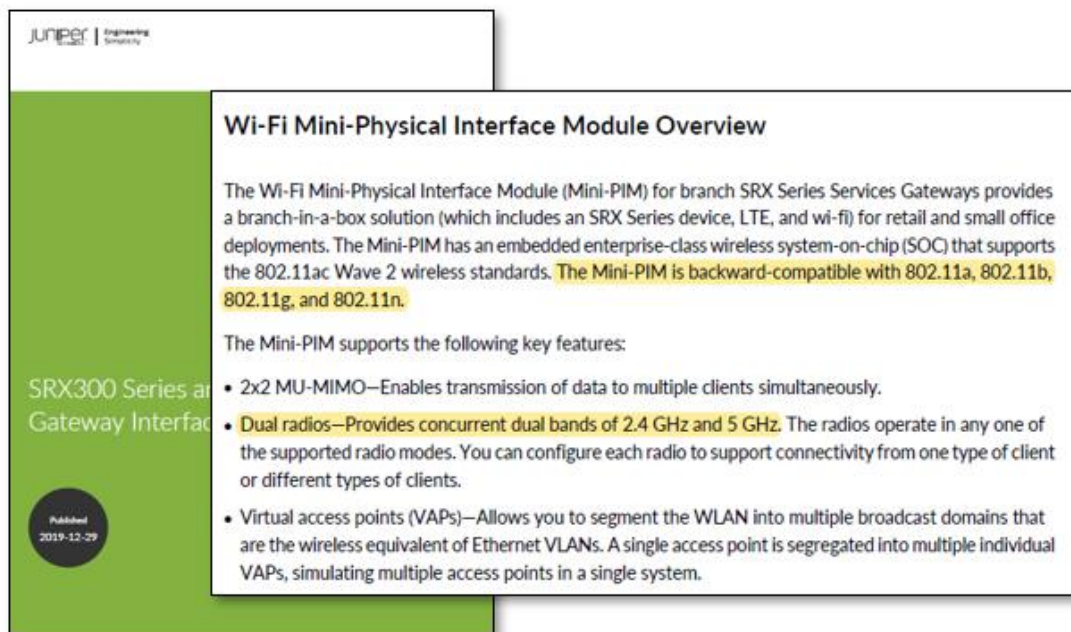 JUNIPER
NETWORKS
Engineering
Simplicity
SRX300 Series an
Gateway Interfac
Published
2019-12-29
Wi-Fi Mini-Physical Interface Module Overview
The Wi-Fi Mini-Physical Interface Module (Mini-PIM) for branch SRX Series Services Gateways provides
a branch-in-a-box solution (which includes an SRX Series device, LTE, and wi-fi) for retail and small office
deployments. The Mini-PIM has an embedded enterprise-class wireless system-on-chip (SOC) that supports
the 802.11ac Wave 2 wireless standards. The Mini-PIM is backward-compatible with 802.11a, 802.11b,
802.11g, and 802.11n.
The Mini-PIM supports the following key features:
• 2x2 MU-MIMO—Enables transmission of data to multiple clients simultaneously.
• Dual radios—Provides concurrent dual bands of 2.4 GHz and 5 GHz. The radios operate in any one of
the supported radio modes. You can configure each radio to support connectivity from one type of client
or different types of clients.
• Virtual access points (VAPs)—Allows you to segment the WLAN into multiple broadcast domains that
are the wireless equivalent of Ethernet VLANs. A single access point is segregated into multiple individual
VAPs, simulating multiple access points in a single system.